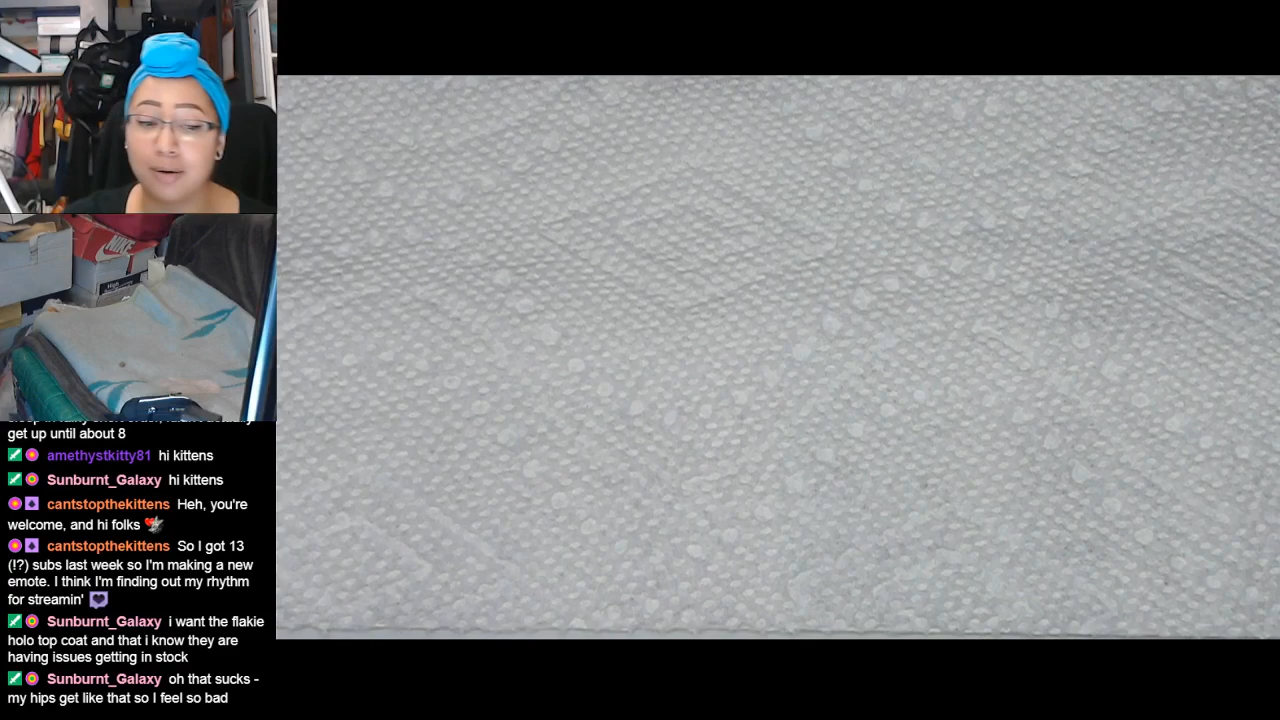 NIKE
High
get up until about 8
amethystkitty81 hi kittens
Sunburnt_Galaxy hi kittens
cantstopthekittens Heh, you're
welcome, and hi folks
cantstopthekittens So I got 13
(!?) subs last week so I'm making a new
emote. I think I'm finding out my rhythm
for streamin'
Sunburnt_Galaxy i want the flakie
holo top coat and that i know they are
having issues getting in stock
Sunburnt_Galaxy oh that sucks -
my hips get like that so I feel so bad